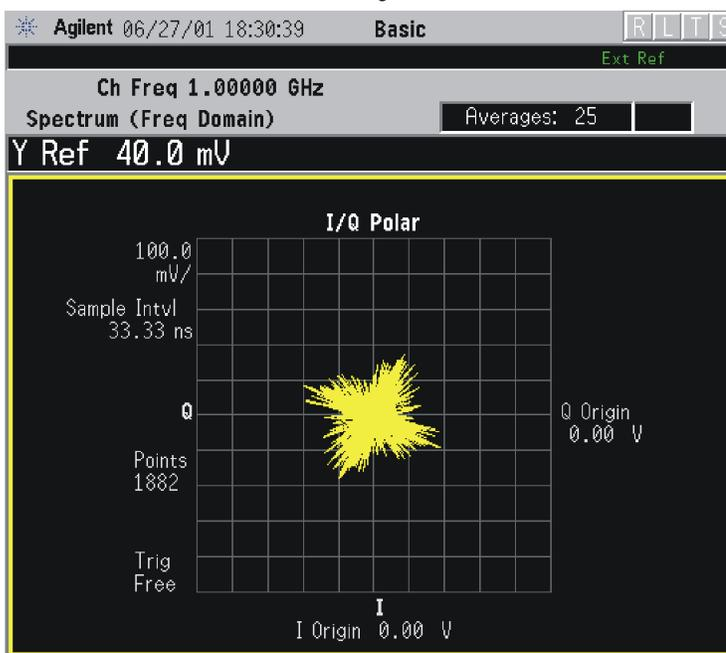 Agilent 06/27/01 18:30:39 Basic R L T S
Ext Ref
Ch Freq 1.00000 GHz
Spectrum (Freq Domain)
Averages: 25
Y Ref 40.0 mV
I/Q Polar
100.0
mV/
Sample Intvl
33.33 ns
Q
Q Origin
0.00 V
Points
1882
Trig
Free
I
I Origin 0.00 V